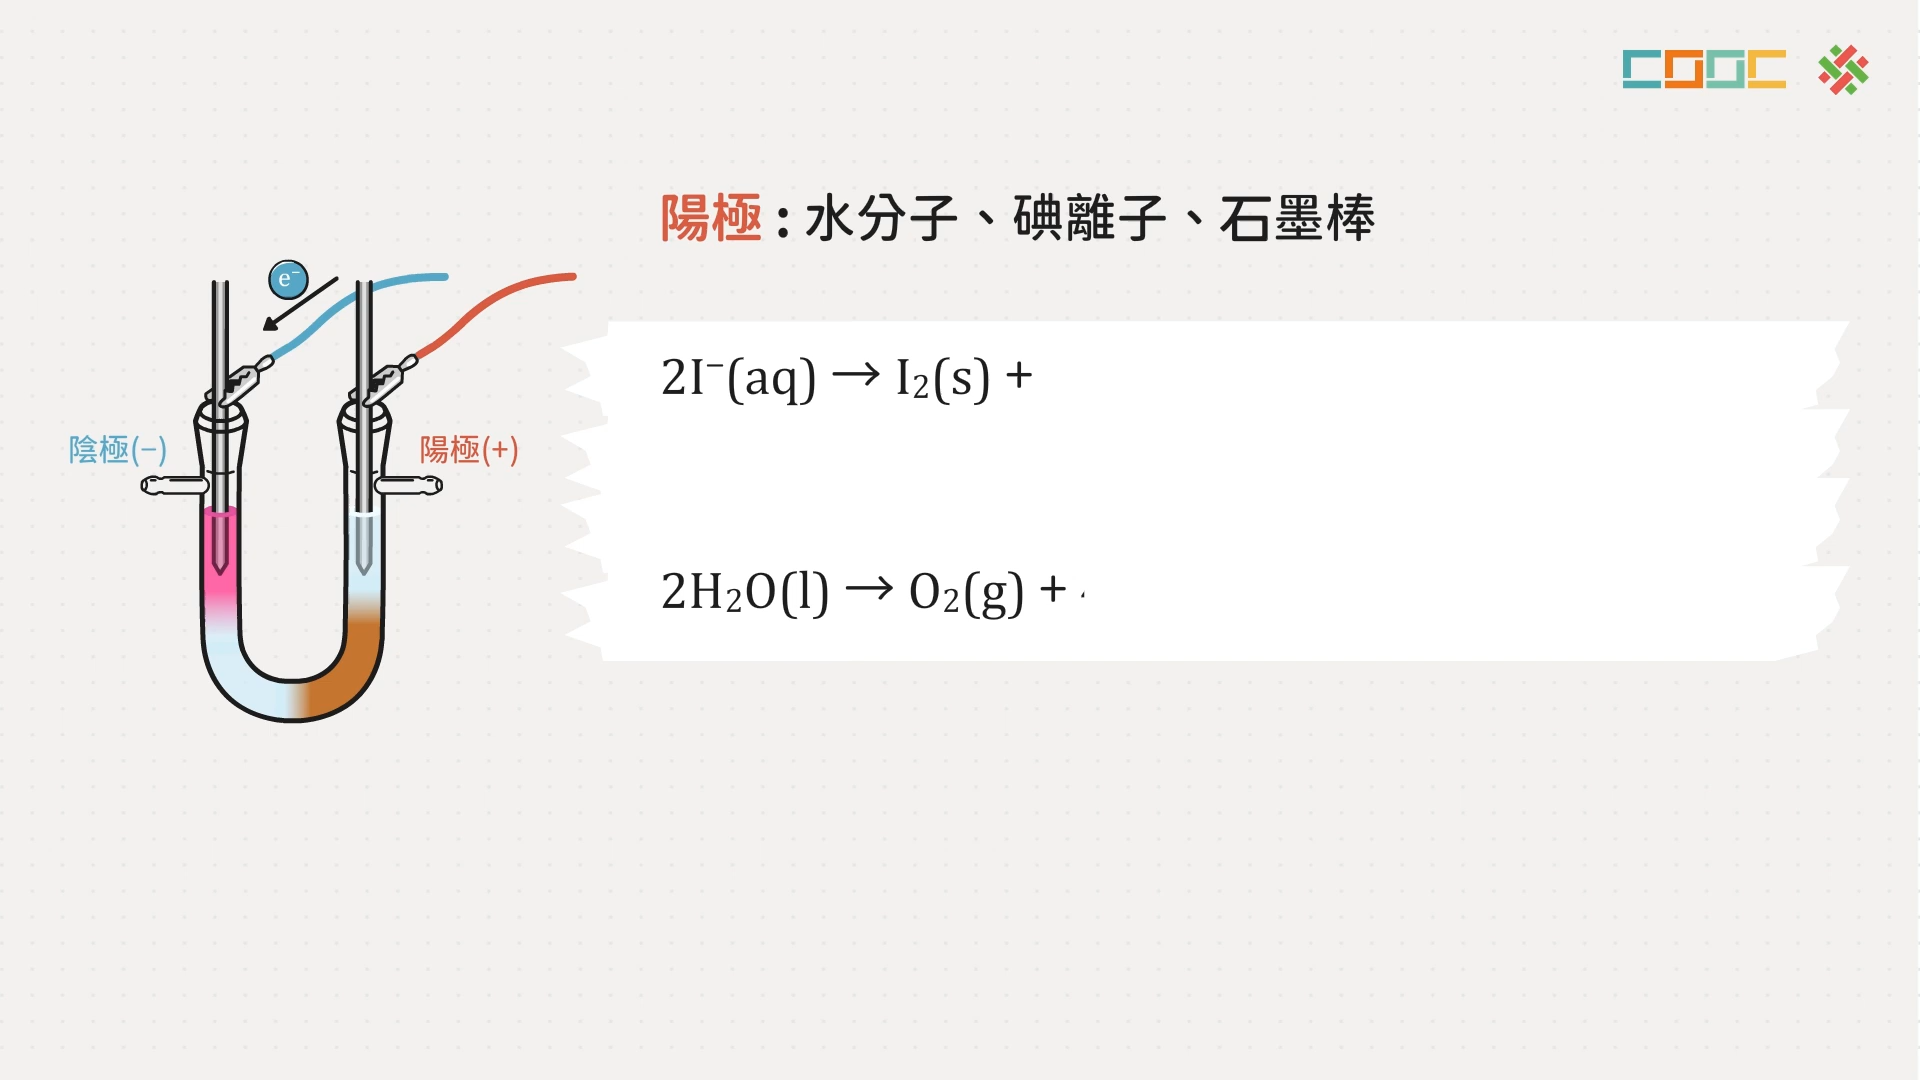 COOC
陽極 : 水分子、碘離子、石墨棒
e⁻
2I⁻(aq) → I₂(s) +
陰極(−)
陽極(+)
2H₂O(l) → O₂(g) +